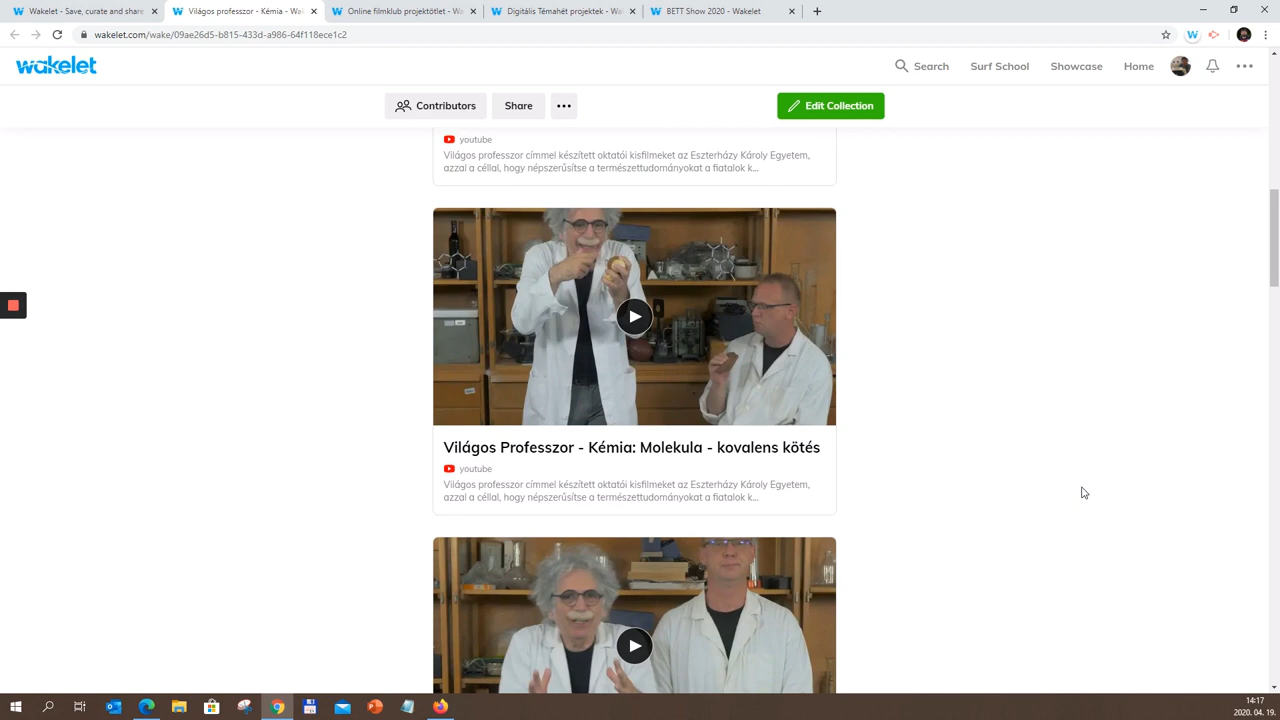 Wakelet - Save, curate and share
Világos professzor - Kémia - Wa
Online filmklub projektötlet - Wa
Digitális Témahét projektek - Wa
BETT Show 2020 - Wakelet
wakelet.com/wake/09ae26d5-b815-433d-a986-64f118ece1c2
wakelet
Search
Surf School
Showcase
Home
Contributors
Share
Edit Collection
youtube
Világos professzor címmel készített oktatói kisfilmeket az Eszterházy Károly Egyetem,
azzal a céllal, hogy népszerűsítse a természettudományokat a fiatalok k...
Világos Professzor - Kémia: Molekula - kovalens kötés
youtube
Világos professzor címmel készített oktatói kisfilmeket az Eszterházy Károly Egyetem,
azzal a céllal, hogy népszerűsítse a természettudományokat a fiatalok k...
14:17
2020. 04. 19.